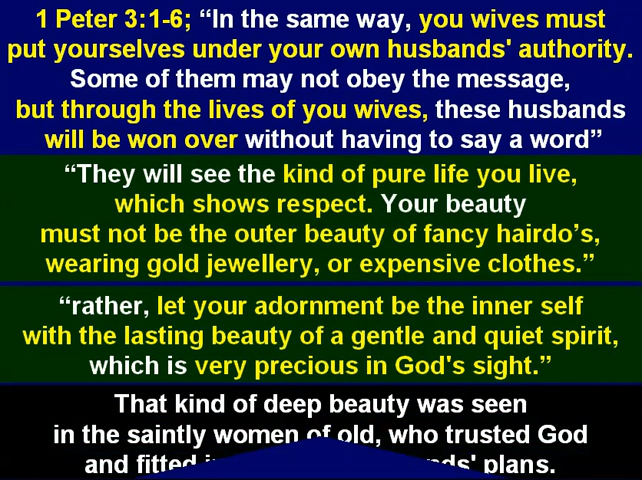 1 Peter 3:1-6; “In the same way, you wives must
put yourselves under your own husbands' authority.
Some of them may not obey the message,
but through the lives of you wives, these husbands
will be won over without having to say a word”
“They will see the kind of pure life you live,
which shows respect. Your beauty
must not be the outer beauty of fancy hairdo’s,
wearing gold jewellery, or expensive clothes.”
“rather, let your adornment be the inner self
with the lasting beauty of a gentle and quiet spirit,
which is very precious in God's sight.”
That kind of deep beauty was seen
in the saintly women of old, who trusted God
and fitted plans.